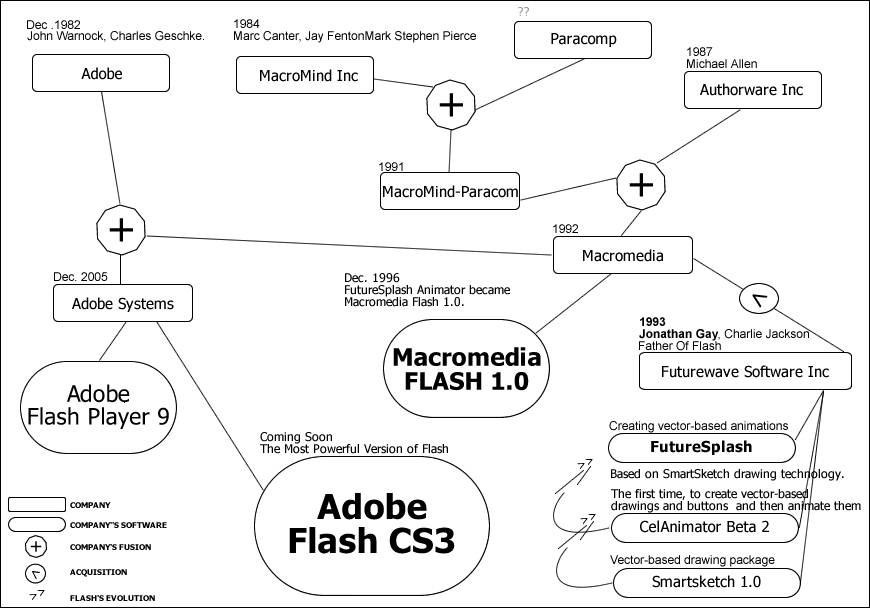 Dec .1982
John Warnock, Charles Geschke.
Adobe
1984
Marc Canter, Jay FentonMark Stephen Pierce
MacroMind Inc
??
Paracomp
1987
Michael Allen
Authorware Inc
1991
MacroMind-Paracom
1992
Macromedia
Dec. 2005
Adobe Systems
Dec. 1996
FutureSplash Animator became
Macromedia Flash 1.0.
Macromedia
FLASH 1.0
1993
Jonathan Gay, Charlie Jackson
Father Of Flash
Futurewave Software Inc
Adobe
Flash Player 9
Coming Soon
The Most Powerful Version of Flash
Adobe
Flash CS3
Creating vector-based animations
FutureSplash
Based on SmartSketch drawing technology.
The first time, to create vector-based
drawings and buttons and then animate them
CelAnimator Beta 2
Vector-based drawing package
Smartsketch 1.0
COMPANY
COMPANY"S SOFTWARE
COMPANY'S FUSION
ACQUISITION
FLASH'S EVOLUTION